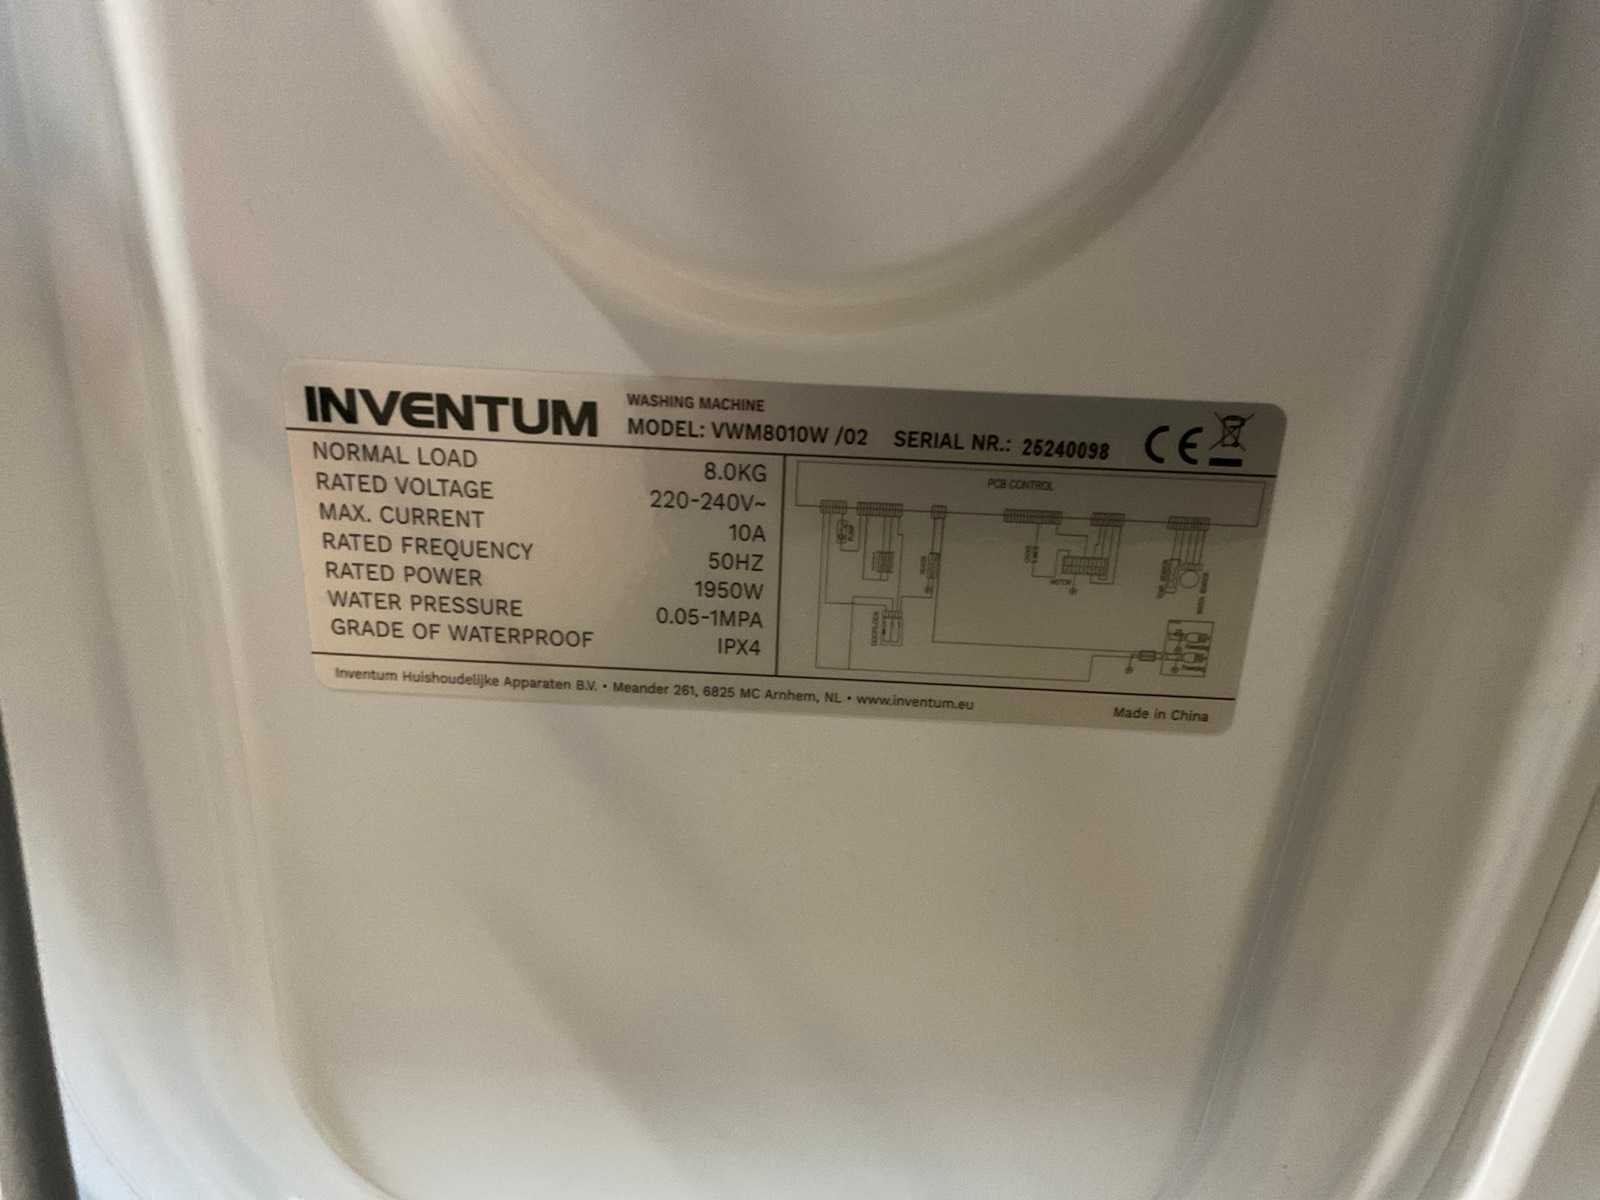 INVENTUM
WASHING MACHINE
MODEL: VWM8010W /02 SERIAL NR.: 25240098
NORMAL LOAD 8.0KG
RATED VOLTAGE 220-240V~
MAX. CURRENT 10A
RATED FREQUENCY 50HZ
RATED POWER 1950W
WATER PRESSURE 0.05-1MPA
GRADE OF WATERPROOF IPX4
PCB CONTROL
MOTOR
Inventum Huishoudelijke Apparaten B.V. • Meander 261, 6825 MC Arnhem, NL • www.inventum.eu
Made in China